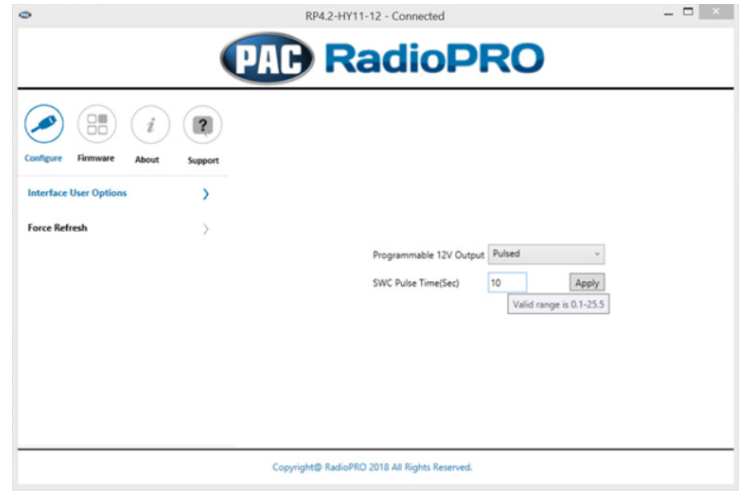 RP4.2-HY11-12 - Connected
PAC RadioPRO
Configure Firmware About Support
Interface User Options
Force Refresh
Programmable 12V Output Pulsed
SWC Pulse Time(Sec) 10 Apply
Valid range is 0.1-25.5
Copyright@ RadioPRO 2018 All Rights Reserved.